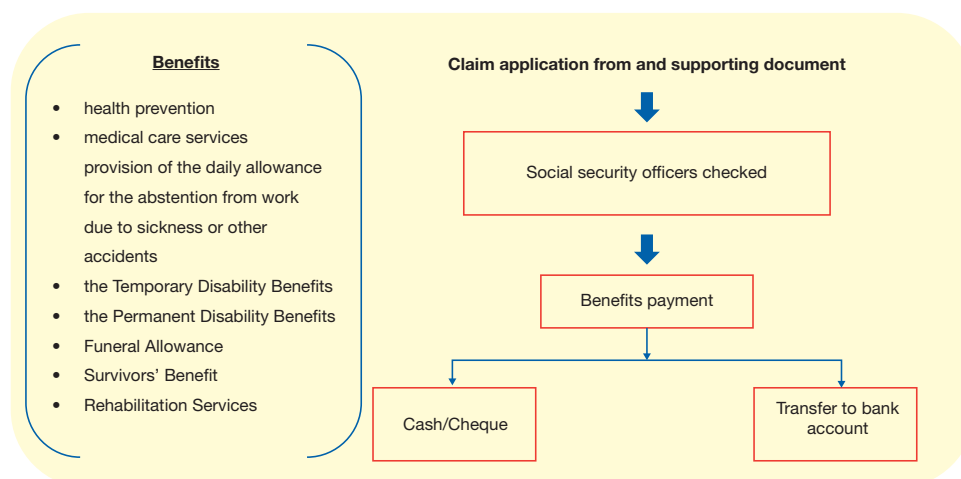 Benefits
• health prevention
• medical care services
provision of the daily allowance
for the abstention from work
due to sickness or other
accidents
• the Temporary Disability Benefits
• the Permanent Disability Benefits
• Funeral Allowance
• Survivors’ Benefit
• Rehabilitation Services
Claim application from and supporting document
Social security officers checked
Benefits payment
Cash/Cheque
Transfer to bank
account